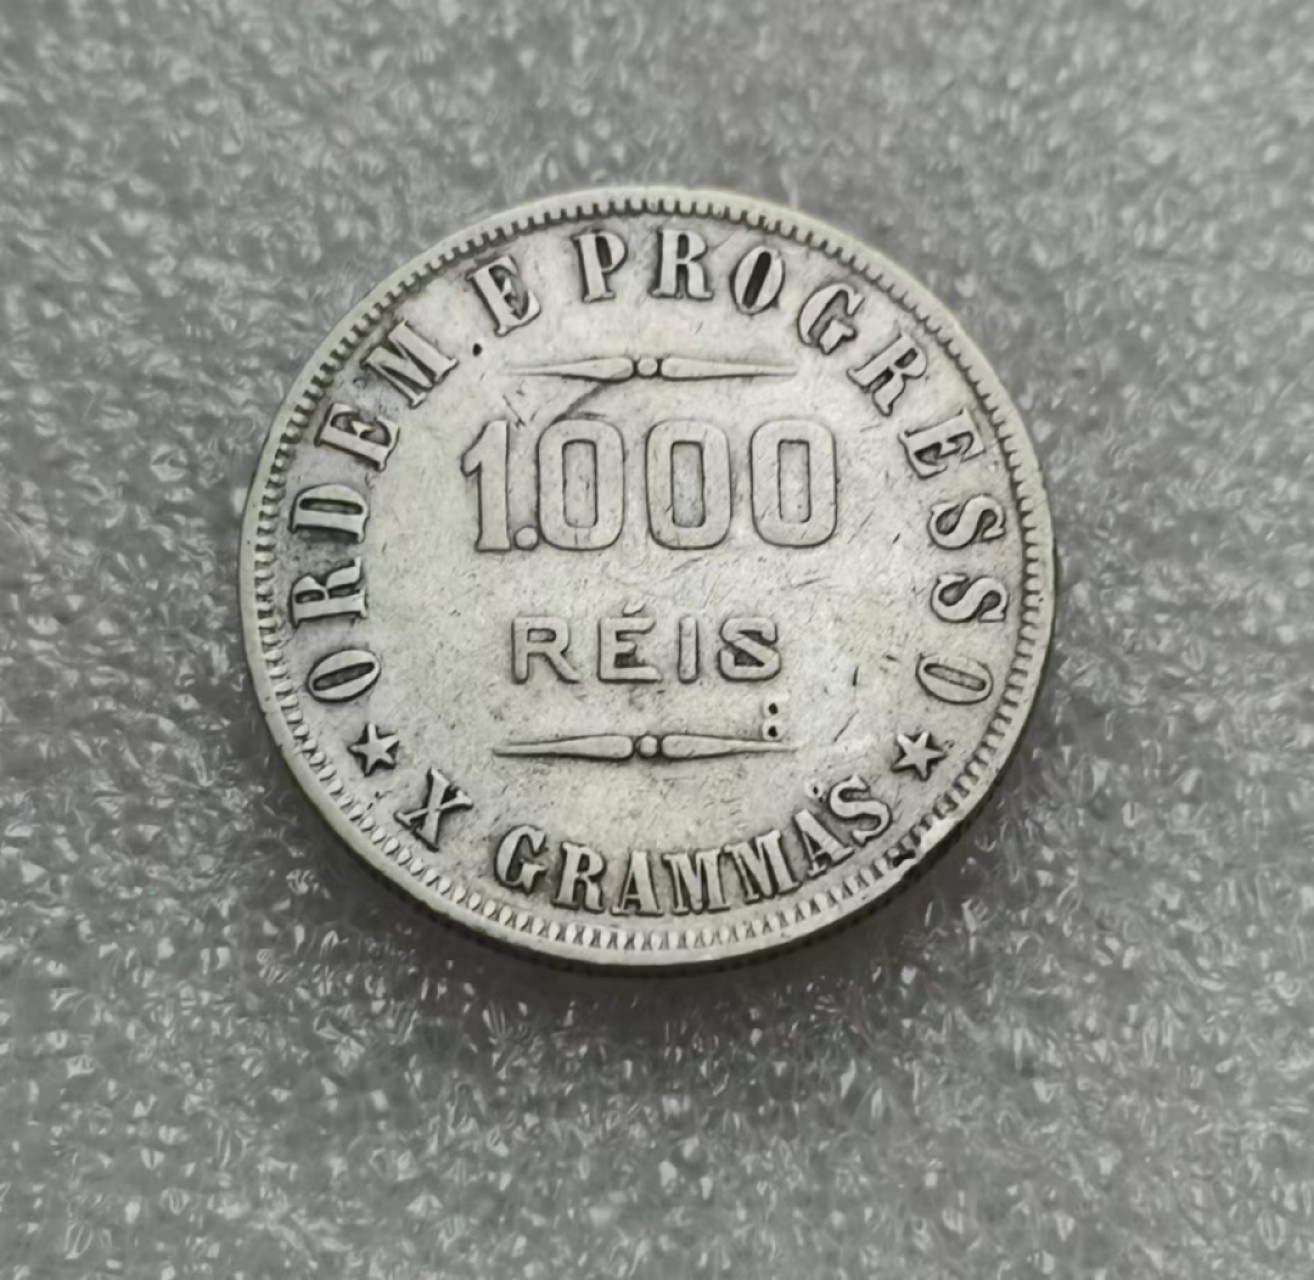 ORDEM E PROGRESSO
1.000
RÉIS
★ X GRAMMAS ★